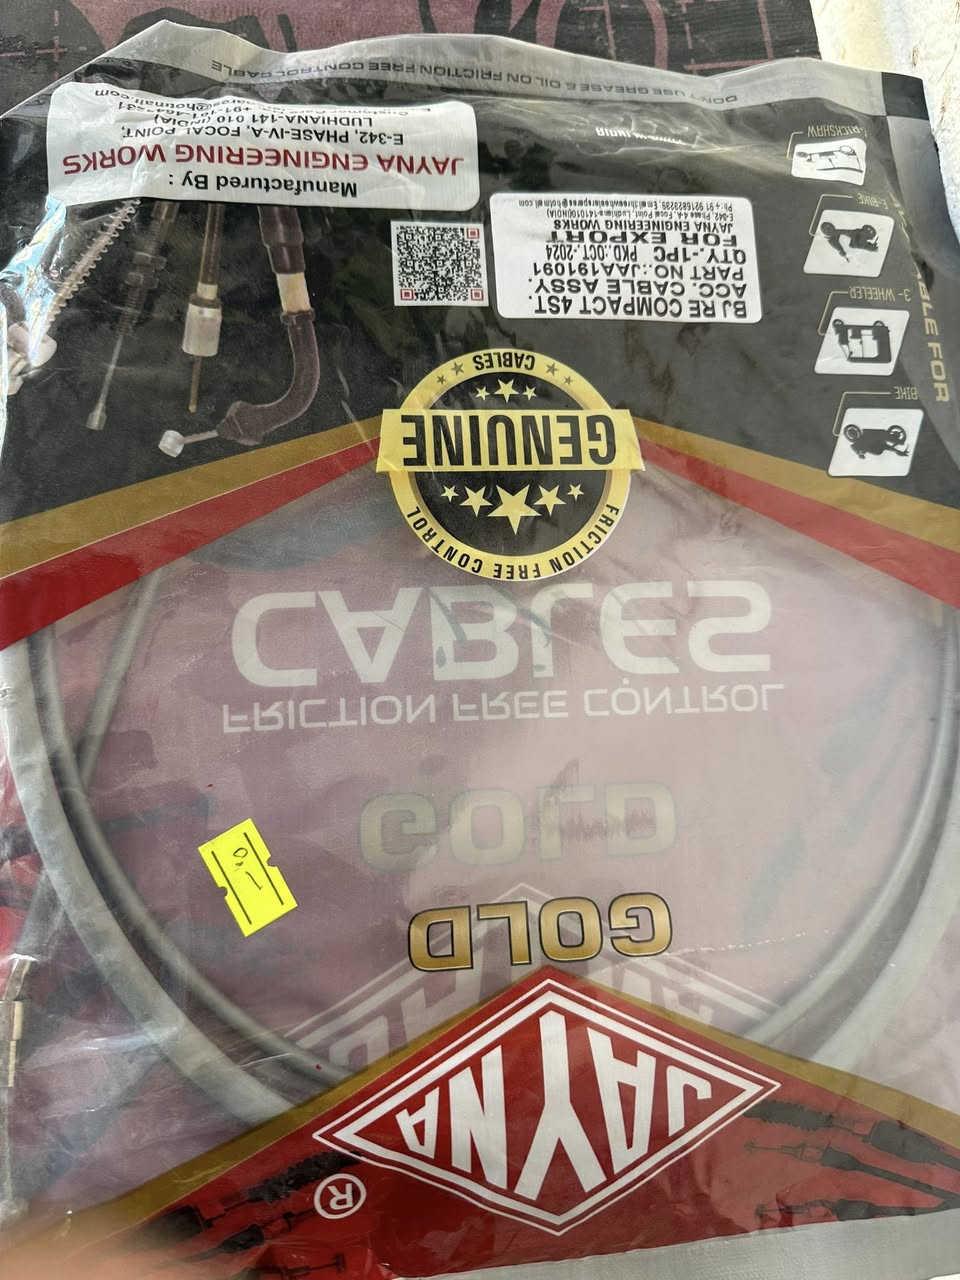 ®
JAYNA
GOLD
GOLD
FRICTION FREE CONTROL
CABLES
FRICTION FREE CONTROL
GENUINE
CABLES
BIKE
3 - WHEELER
E-BIKE
BJ RE COMPACT 4ST.
ACC. CABLE ASSY
PART NO.:JAA191091
QTY.-1PC PKD.:OCT.-2024
FOR EXPORT
JAYNA ENGINEERING WORKS
Manufactured By :
JAYNA ENGINEERING WORKS
E-342, PHASE-IV-A, FOCAL POINT,
LUDHIANA-141 010 (INDIA)
DON'T USE GREASE & OIL ON FRICTION FREE CONTROL CABLE